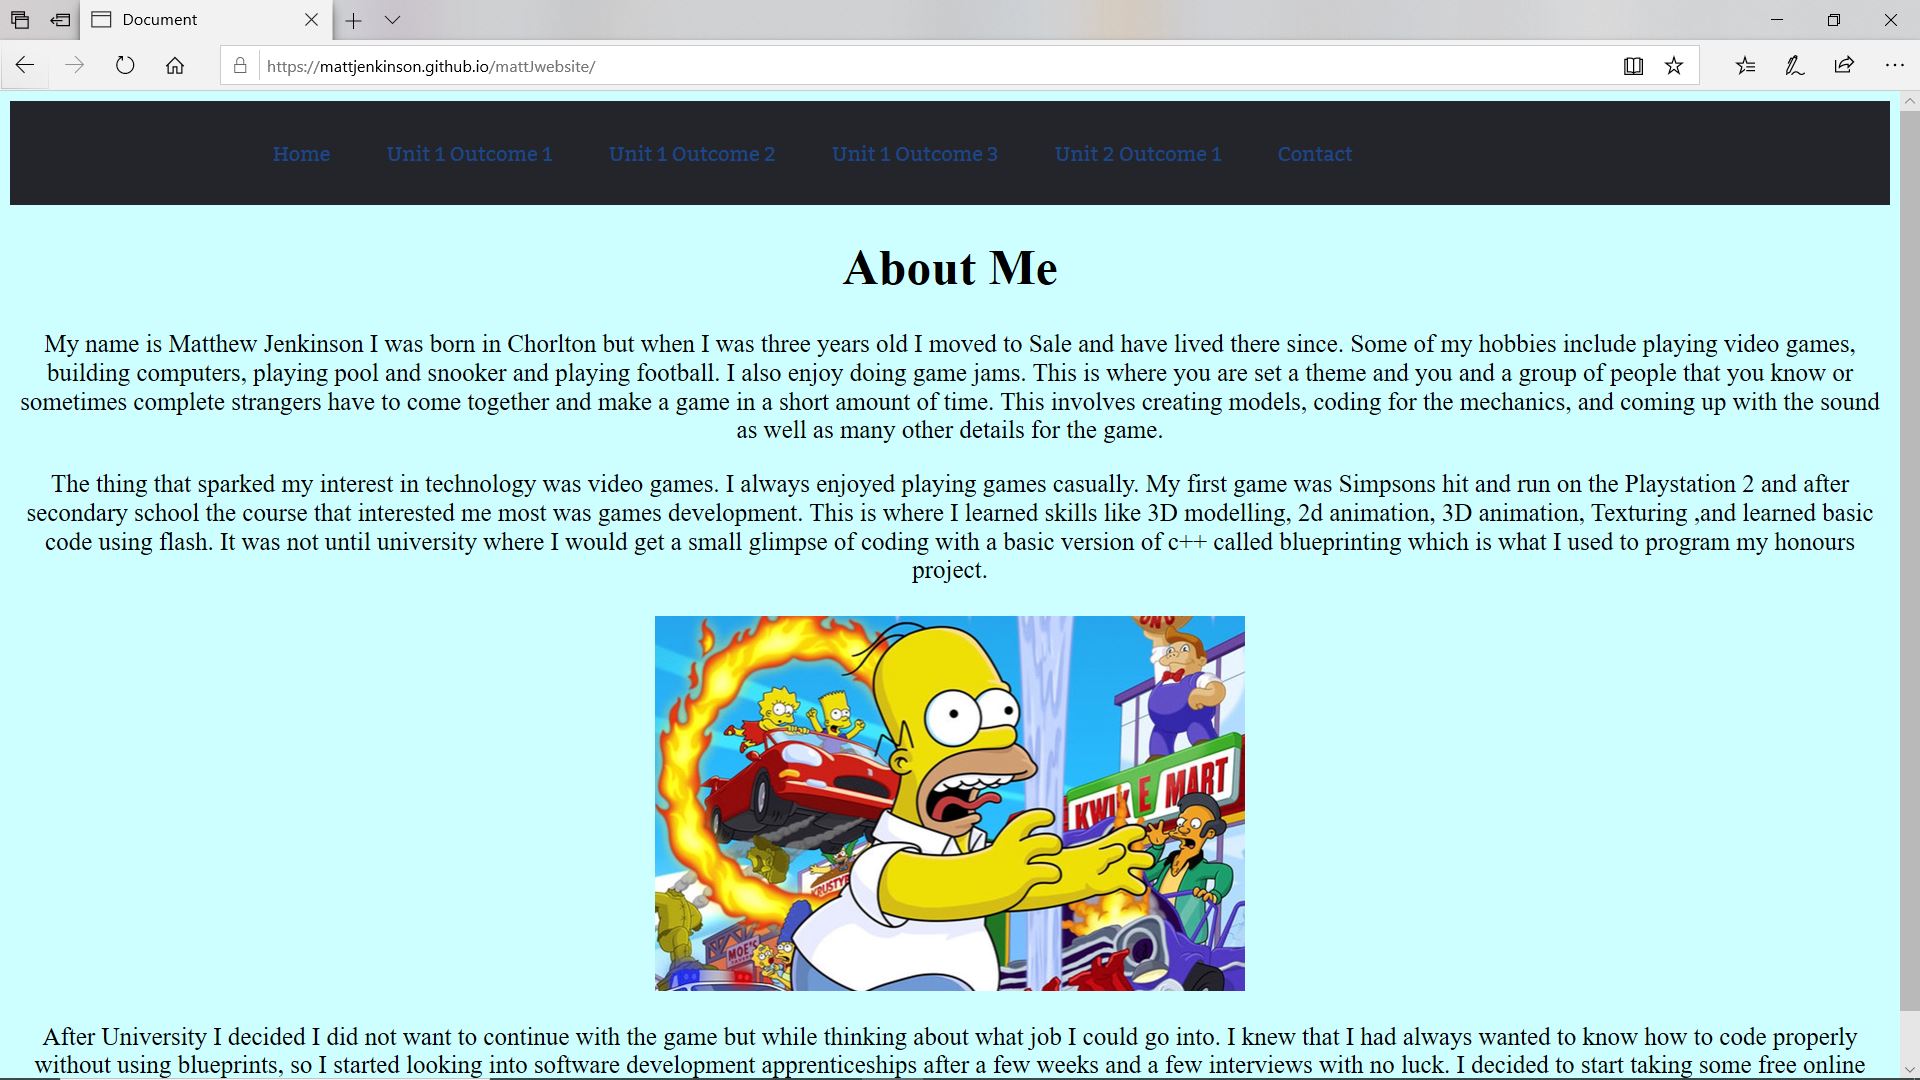 Document
https://mattjenkinson.github.io/mattJwebsite/
Home Unit 1 Outcome 1 Unit 1 Outcome 2 Unit 1 Outcome 3 Unit 2 Outcome 1 Contact
About Me
My name is Matthew Jenkinson I was born in Chorlton but when I was three years old I moved to Sale and have lived there since. Some of my hobbies include playing video games,
building computers, playing pool and snooker and playing football. I also enjoy doing game jams. This is where you are set a theme and you and a group of people that you know or
sometimes complete strangers have to come together and make a game in a short amount of time. This involves creating models, coding for the mechanics, and coming up with the sound
as well as many other details for the game.
The thing that sparked my interest in technology was video games. I always enjoyed playing games casually. My first game was Simpsons hit and run on the Playstation 2 and after
secondary school the course that interested me most was games development. This is where I learned skills like 3D modelling, 2d animation, 3D animation, Texturing ,and learned basic
code using flash. It was not until university where I would get a small glimpse of coding with a basic version of c++ called blueprinting which is what I used to program my honours
project.
KWIK E MART
MOE'S
After University I decided I did not want to continue with the game but while thinking about what job I could go into. I knew that I had always wanted to know how to code properly
without using blueprints, so I started looking into software development apprenticeships after a few weeks and a few interviews with no luck. I decided to start taking some free online